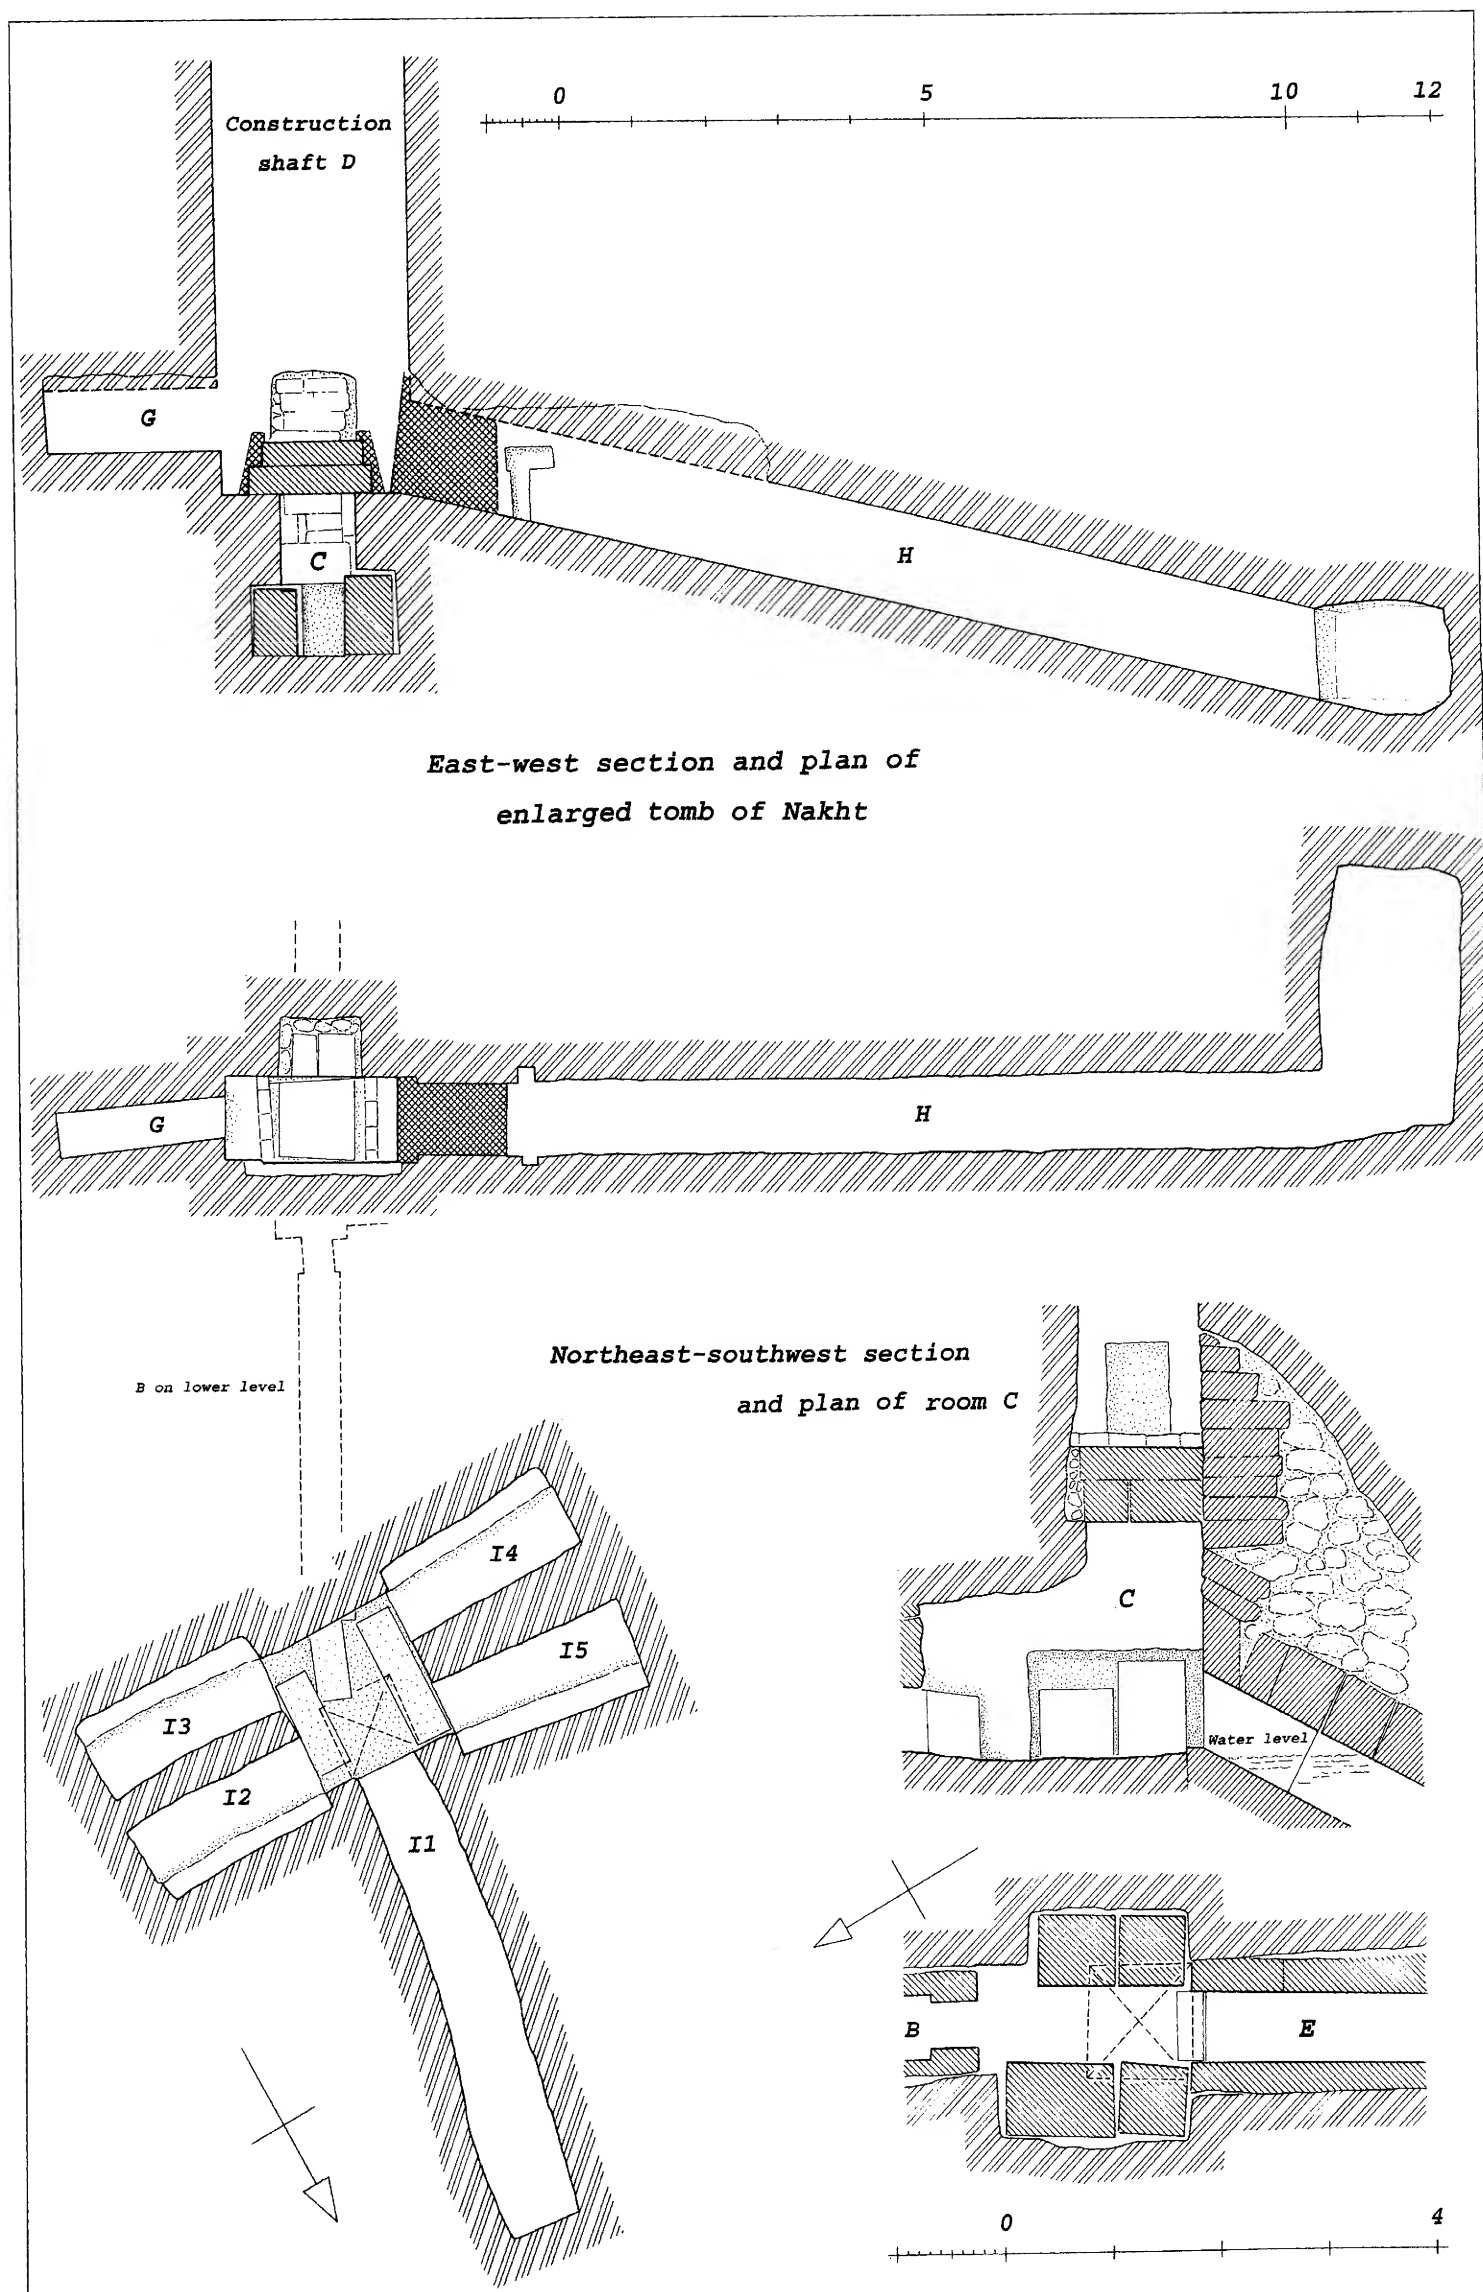 0 5 10 12
Construction
shaft D
G
C
H
East-west section and plan of
enlarged tomb of Nakht
G
H
Northeast-southwest section
and plan of room C
B on lower level
I4
I5
I3
I2
I1
C
Water level
B
E
0 4